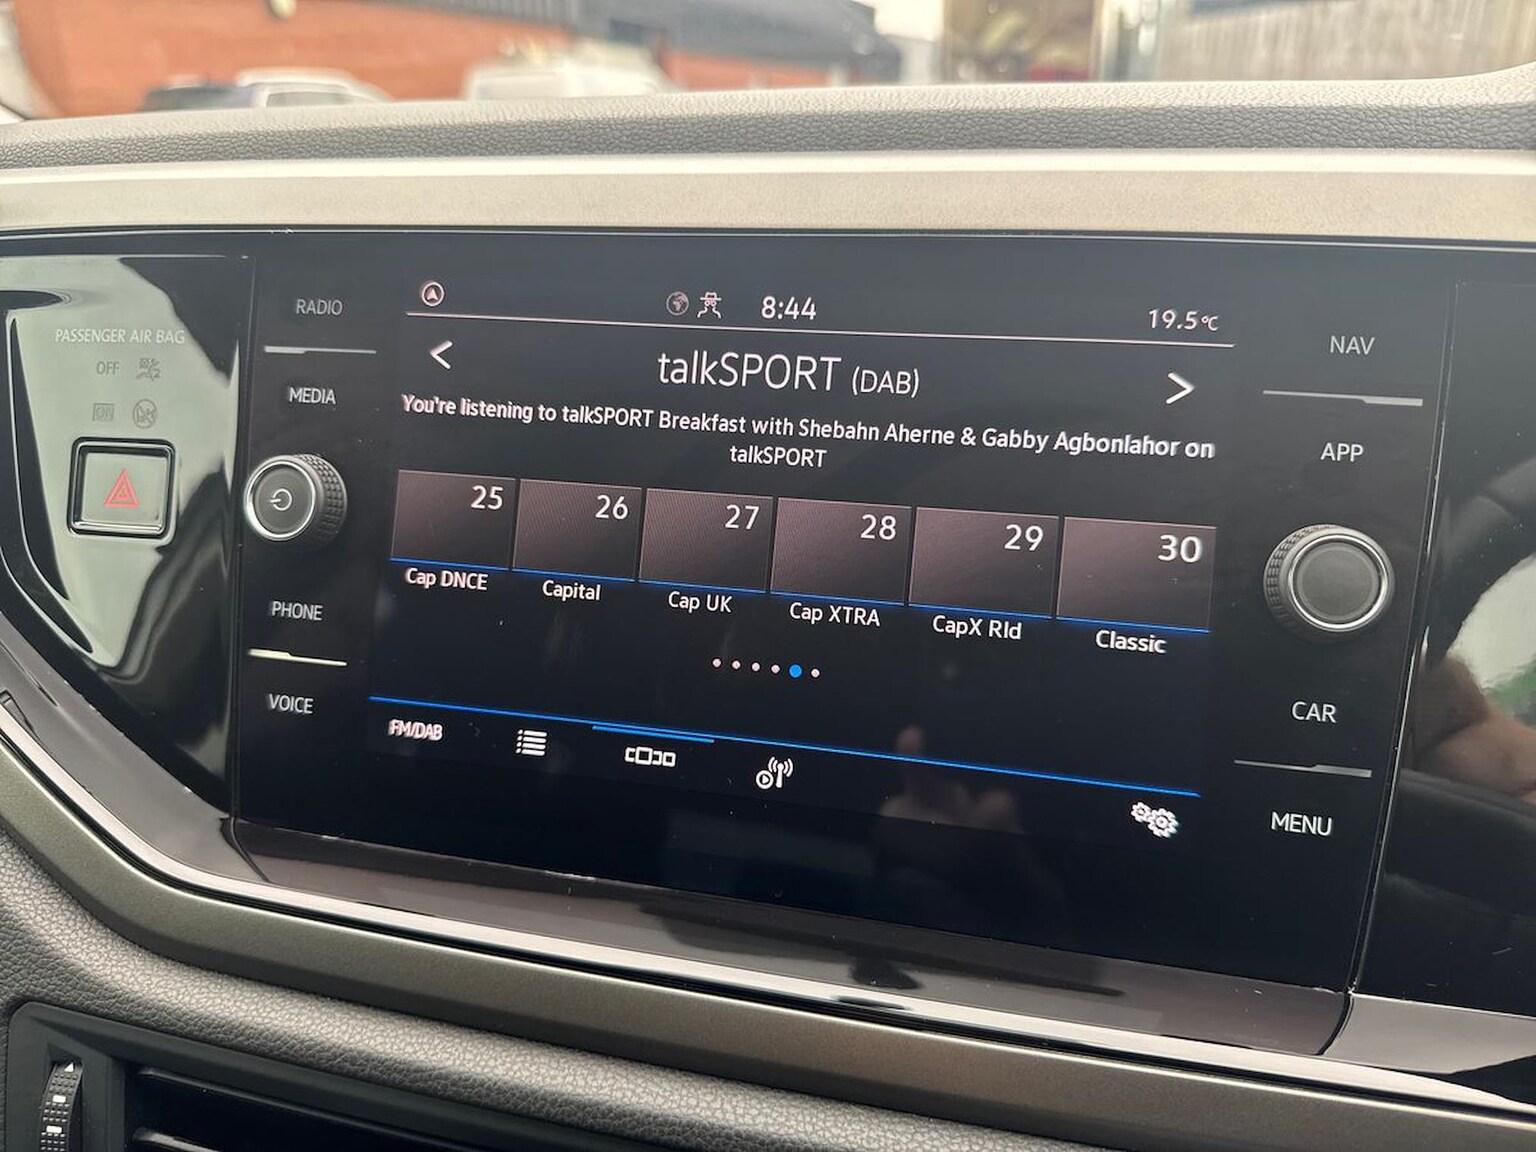 PASSENGER AIR BAG
OFF
ON
RADIO
MEDIA
PHONE
VOICE
8:44
19.5°C
< talkSPORT (DAB) >
You're listening to talkSPORT Breakfast with Shebahn Aherne & Gabby Agbonlahor on
talkSPORT
25 26 27 28 29 30
Cap DNCE Capital Cap UK Cap XTRA CapX Rld Classic
FM/DAB
NAV
APP
CAR
MENU